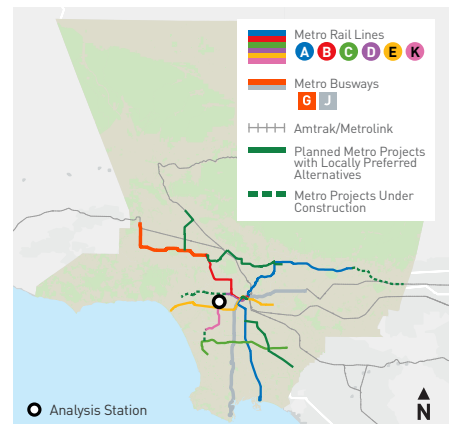 Metro Rail Lines
A B C D E K
Metro Busways
G J
Amtrak/Metrolink
Planned Metro Projects
with Locally Preferred
Alternatives
Metro Projects Under
Construction
Analysis Station
N